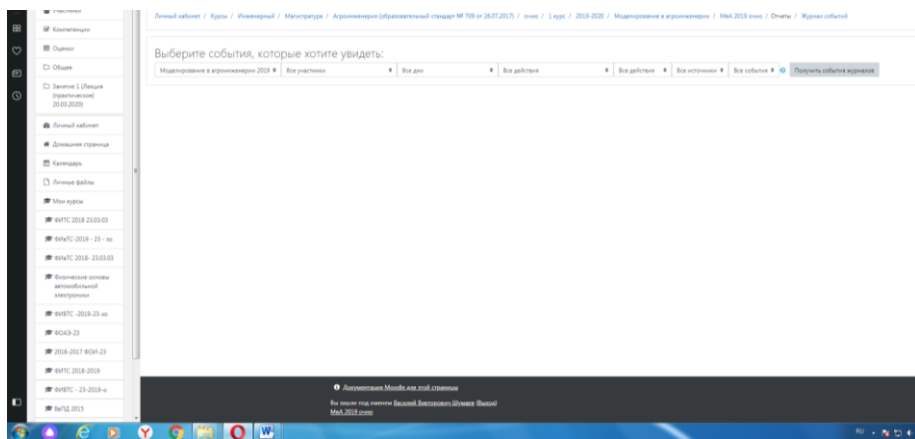 Участники
Компетенции
Оценки
Общее
Занятие 1 (Лекция
(практическое)
20.03.2020)
Личный кабинет
Домашняя страница
Календарь
Личные файлы
Мои курсы
ФИТС 2018 23.03.03
ФИвТС-2019 - 23 - зо
ФИвТС 2018- 23.03.03
Физические основы
автомобильной
электроники
ФИВТС -2019-23-зо
ФОАЭ-23
2016-2017 ФОИ-23
ФИТС 2018-2019
ФИВТС - 23-2019-о
ВвПД 2015
Личный кабинет / Курсы / Инженерный / Магистратура / Агроинженерия (образовательный стандарт № 709 от 26.07.2017) / очно / 1 курс / 2019-2020 / Моделирование в агроинженерии / МвА 2019 очно / Отчеты / Журнал событий
Выберите события, которые хотите увидеть:
Моделирование в агроинженерии 2019 Все участники Все дни Все действия Все действия Все источники Все события Получить события журналов
Документация Moodle для этой страницы
Вы зашли под именем Василий Викторович Шумаев (Выход)
МвА 2019 очно
RU